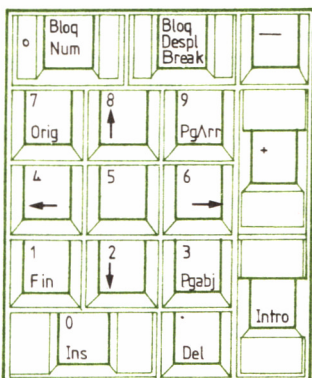 Bloq
Num
Bloq
Despl
Break
—
7
Orig
8
9
PgArr
+
4
5
6
1
Fin
2
3
Pgabj
Intro
0
Ins
.
Del